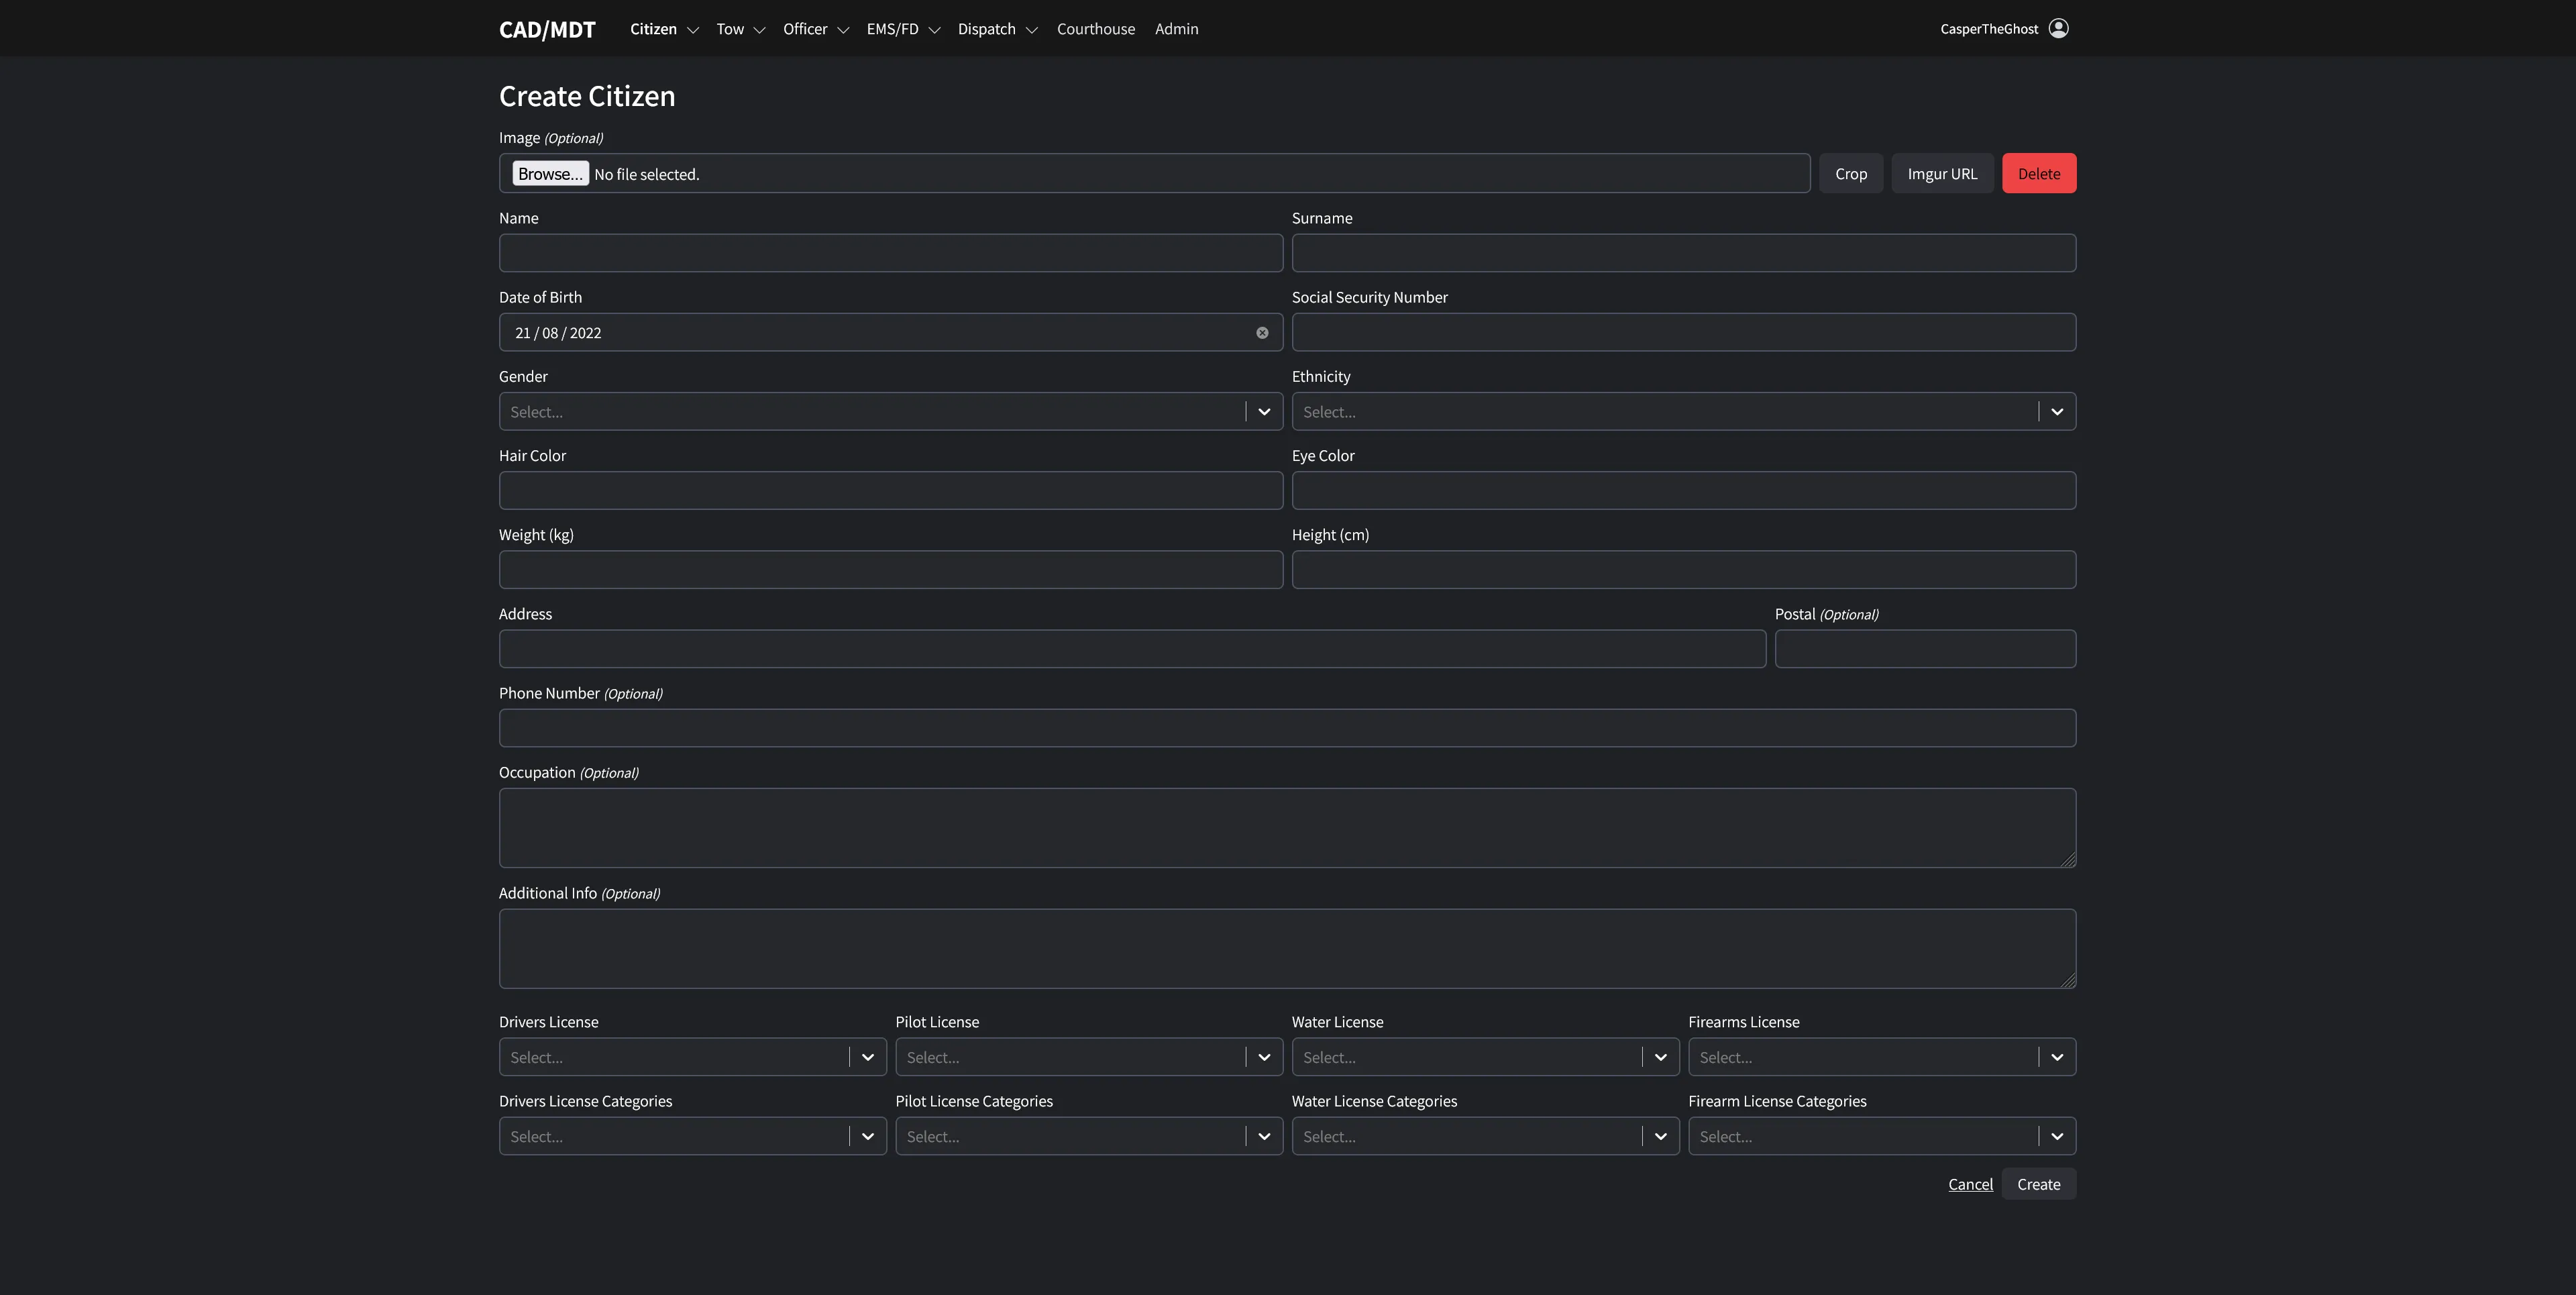 CAD/MDT Citizen Tow Officer EMS/FD Dispatch Courthouse Admin CasperTheGhost
Create Citizen
Image (Optional)
Browse... No file selected. Crop Imgur URL Delete
Name Surname
Date of Birth Social Security Number
21 / 08 / 2022
Gender Ethnicity
Select... Select...
Hair Color Eye Color
Weight (kg) Height (cm)
Address Postal (Optional)
Phone Number (Optional)
Occupation (Optional)
Additional Info (Optional)
Drivers License Pilot License Water License Firearms License
Select... Select... Select... Select...
Drivers License Categories Pilot License Categories Water License Categories Firearm License Categories
Select... Select... Select... Select...
Cancel Create